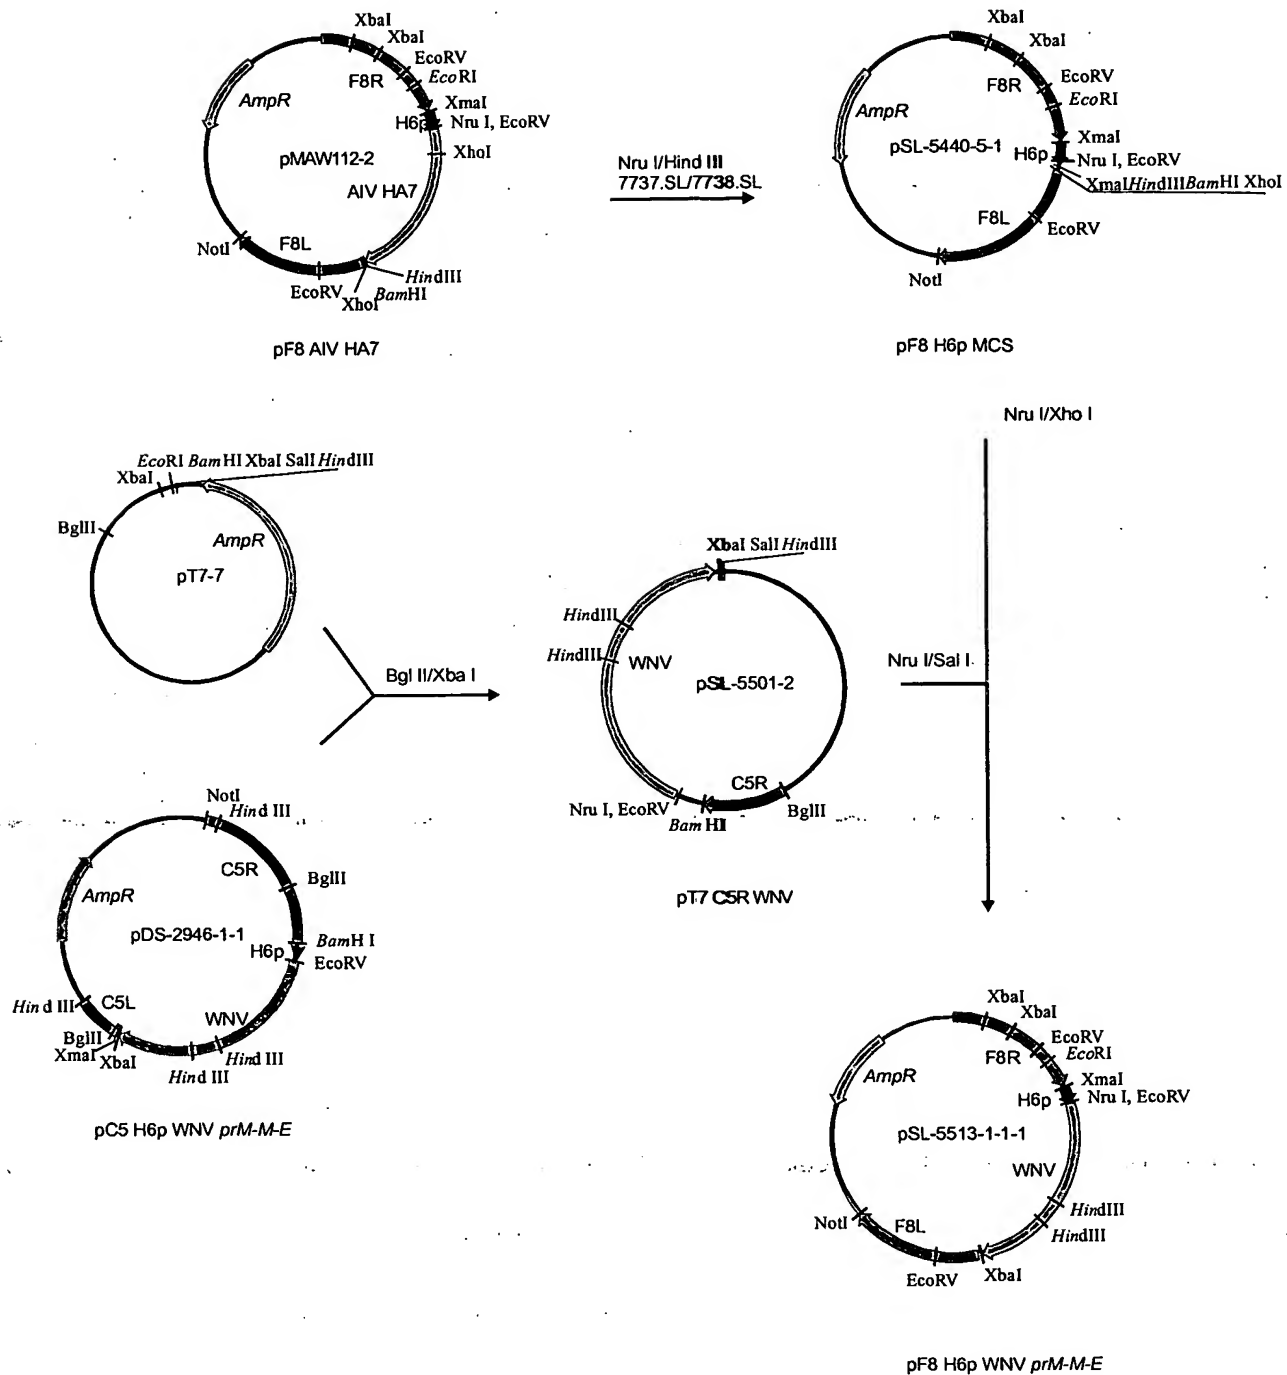 XbaI
XbaI
EcoRV
EcoRI
F8R
AmpR
XmaI
H6p
Nru I, EcoRV
pMAW112-2
XhoI
AIV HA7
NotI
F8L
HindIII
EcoRV
BamHI
XhoI
pF8 AIV HA7
Nru I/Hind III
7737.SL/7738.SL
XbaI
XbaI
F8R
EcoRV
EcoRI
AmpR
XmaI
pSL-5440-5-1
H6p
Nru I, EcoRV
XmaIHindIIIBamHI XhoI
F8L
EcoRV
NotI
pF8 H6p MCS
Nru I/Xho I
EcoRI BamHI XbaI SalI HindIII
XbaI
BglII
AmpR
pT7-7
Bgl II/Xba I
XbaI SalI HindIII
HindIII
HindIII
WNV
pSL-5501-2
C5R
Nru I, EcoRV
BglII
Bam HI
pT7 C5R WNV
Nru I/Sal I
NotI
Hind III
C5R
BglII
AmpR
pDS-2946-1-1
BamH I
H6p
EcoRV
Hind III
C5L
WNV
BglII
XmaI
XbaI
Hind III
Hind III
pC5 H6p WNV prM-M-E
XbaI
XbaI
EcoRV
F8R
EcoRI
AmpR
XmaI
H6p
Nru I, EcoRV
pSL-5513-1-1-1
WNV
HindIII
NotI
F8L
HindIII
EcoRV
XbaI
pF8 H6p WNV prM-M-E